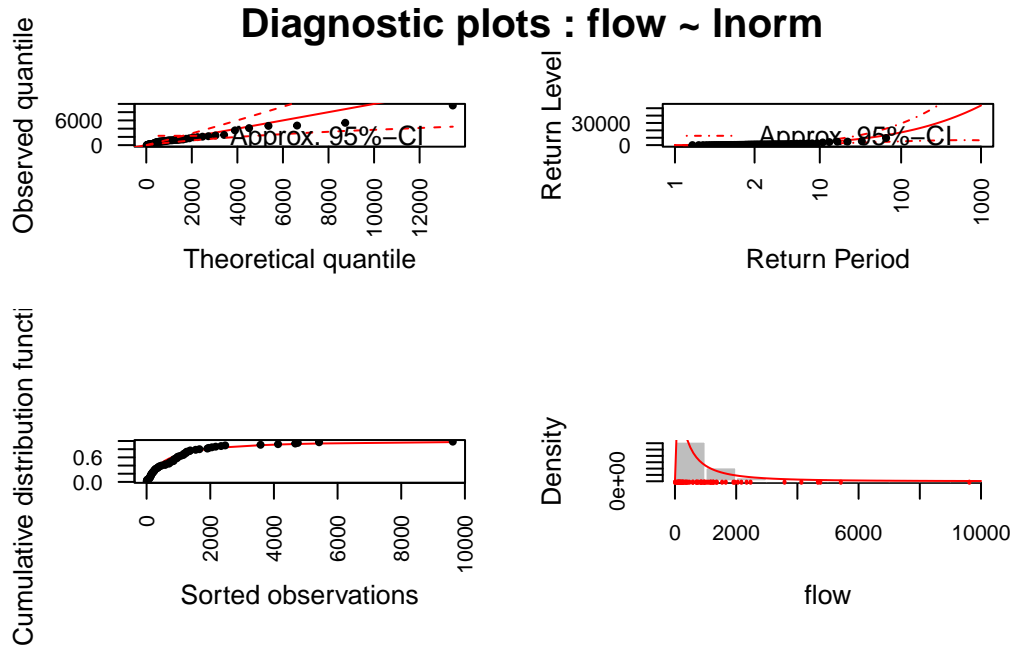 Diagnostic plots : flow ~ lnorm
Observed quantile
6000
0
Approx. 95%−CI
0
2000
4000
6000
8000
10000
12000
Theoretical quantile
Return Level
30000
0
Approx. 95%−CI
1
2
10
100
1000
Return Period
Cumulative distribution functi
0.6
0.0
0
2000
4000
6000
8000
10000
Sorted observations
Density
0e+00
0
2000
6000
10000
flow